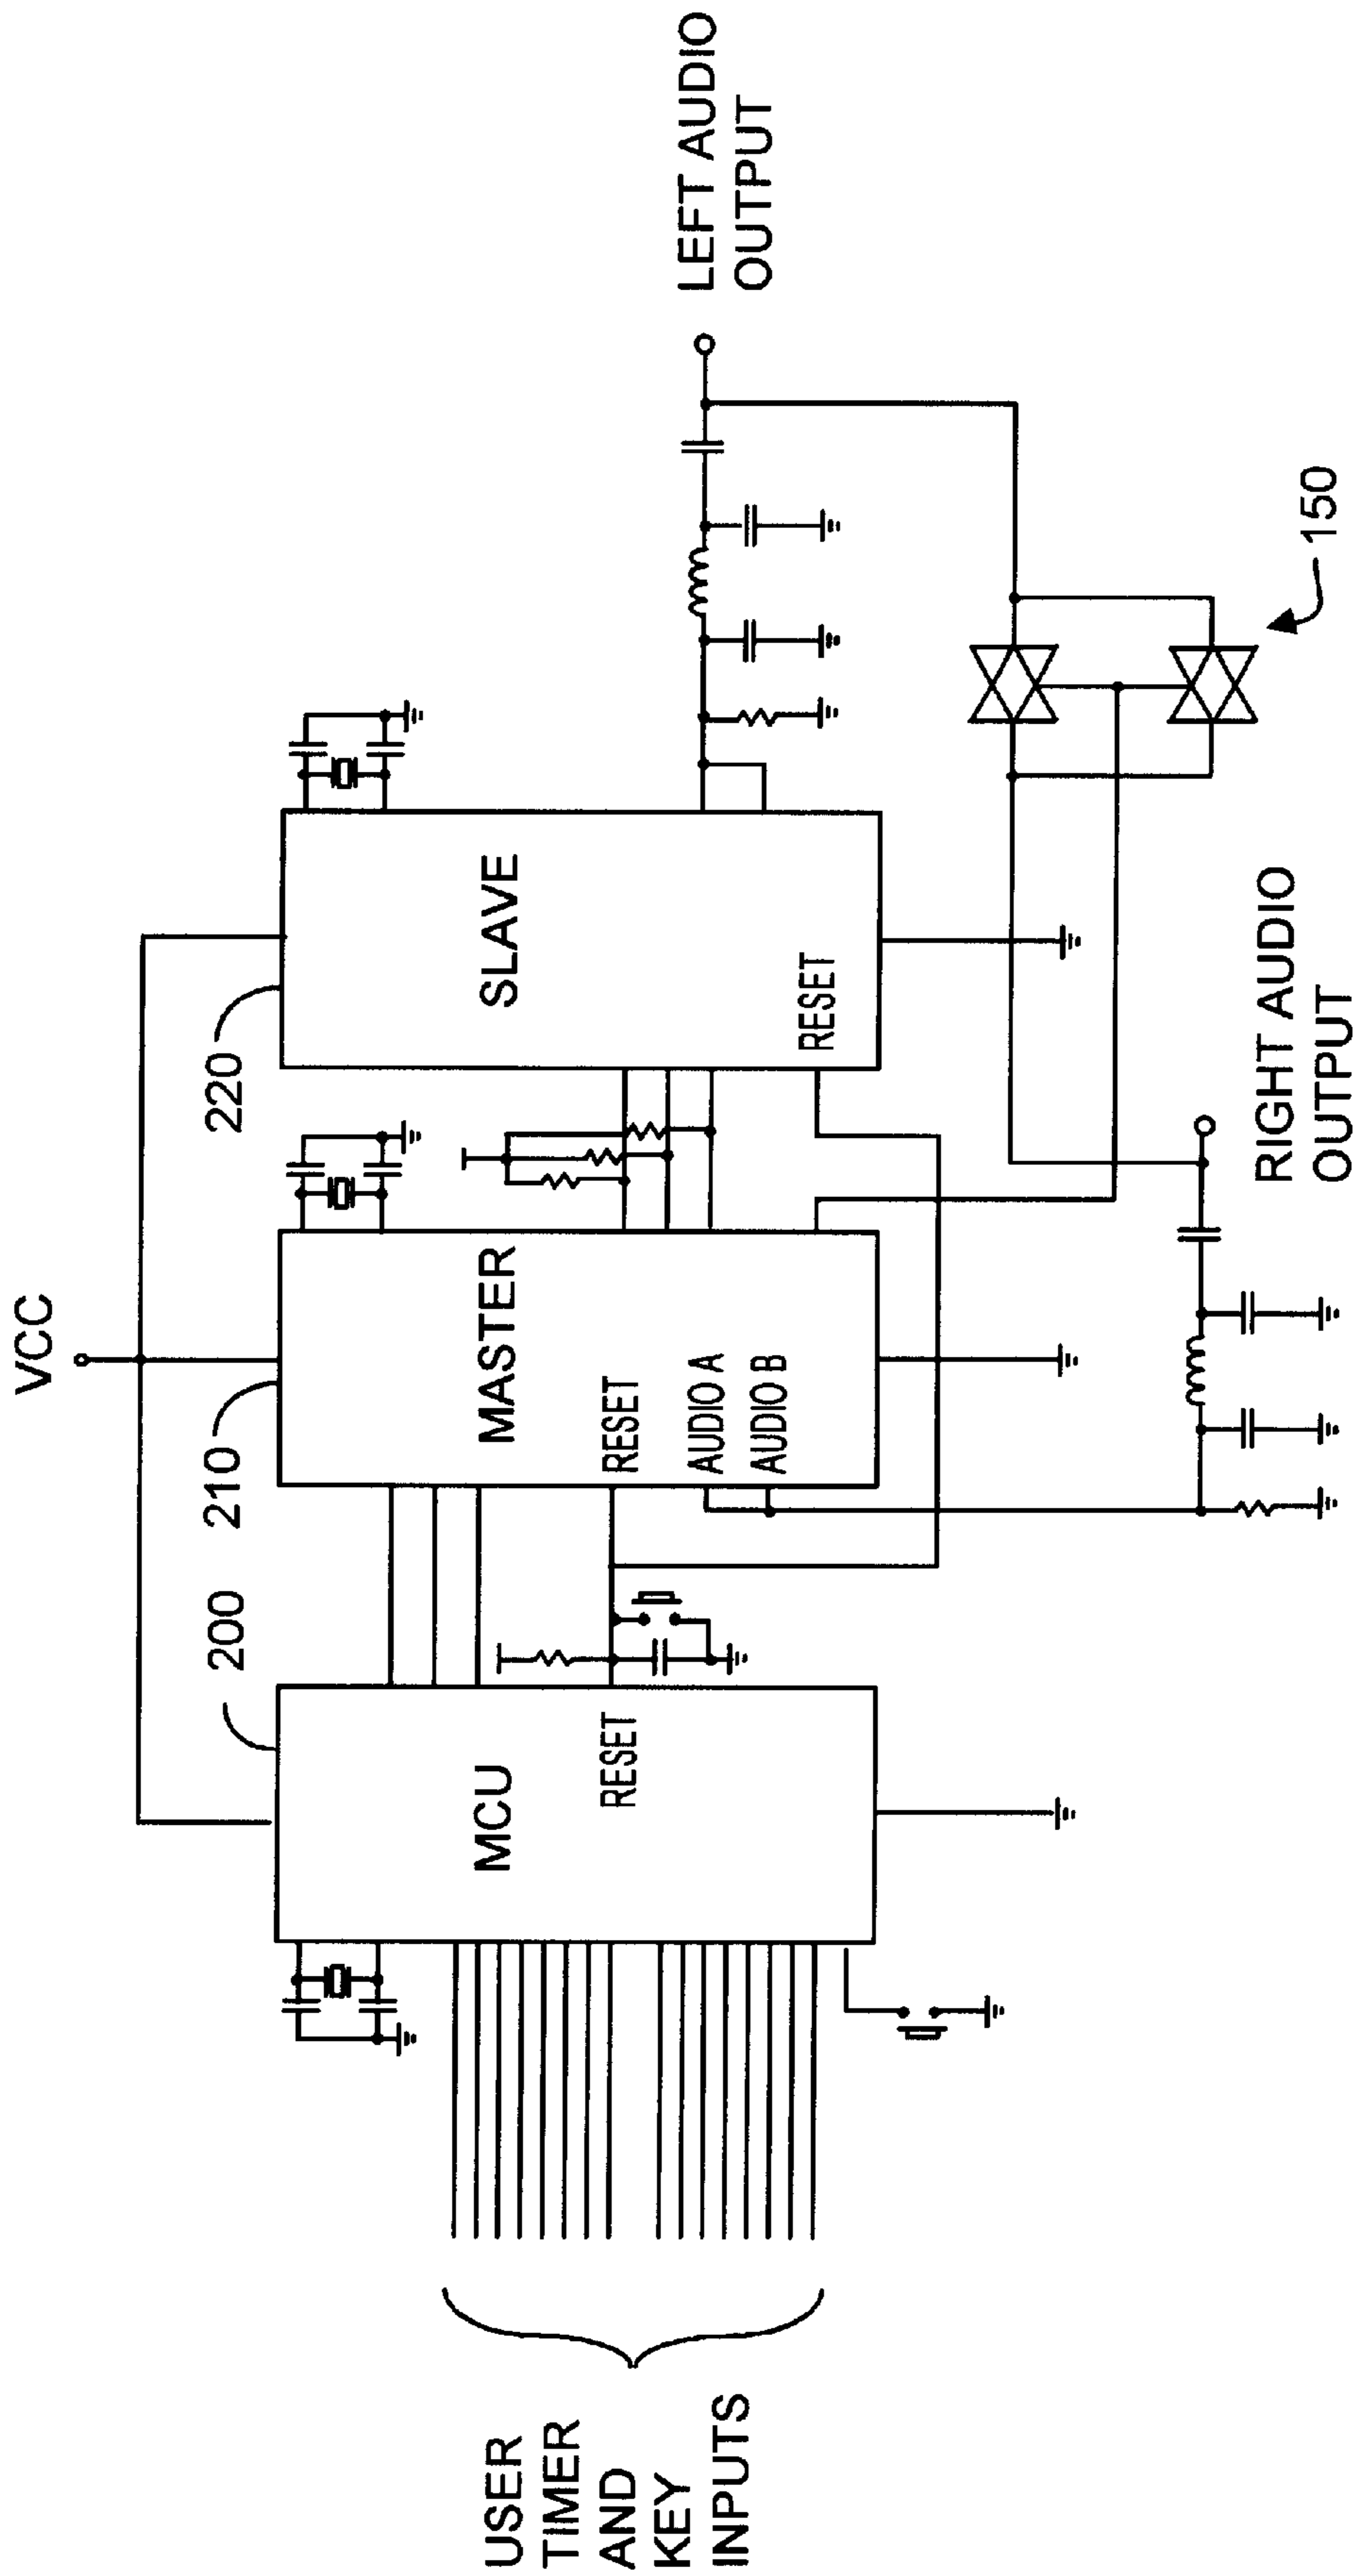 VCC
200
210
220
MCU
RESET
MASTER
RESET
AUDIO A
AUDIO B
SLAVE
RESET
USER
TIMER
AND
KEY
INPUTS
LEFT AUDIO
OUTPUT
RIGHT AUDIO
OUTPUT
150